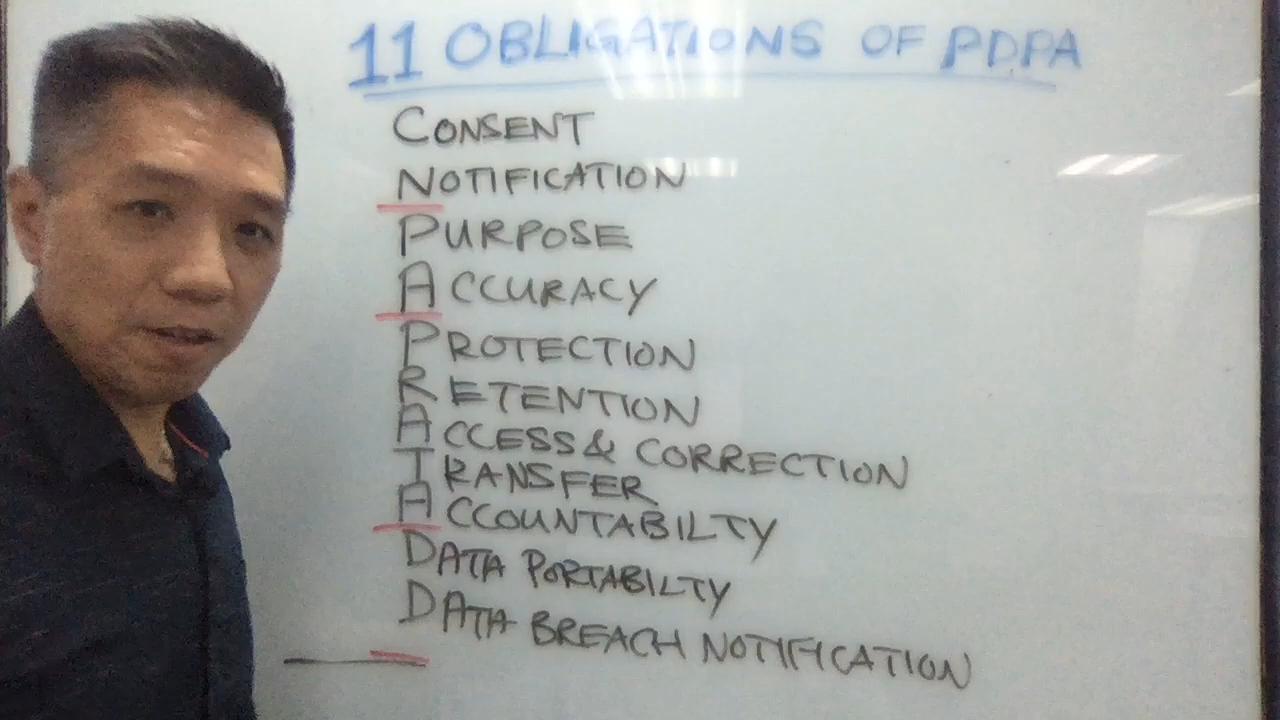 11 OBLIGATIONS OF PDPA
CONSENT
NOTIFICATION
PURPOSE
ACCURACY
PROTECTION
RETENTION
ACCESS & CORRECTION
TRANSFER
ACCOUNTABILTY
DATA PORTABILTY
DATA BREACH NOTIFICATION